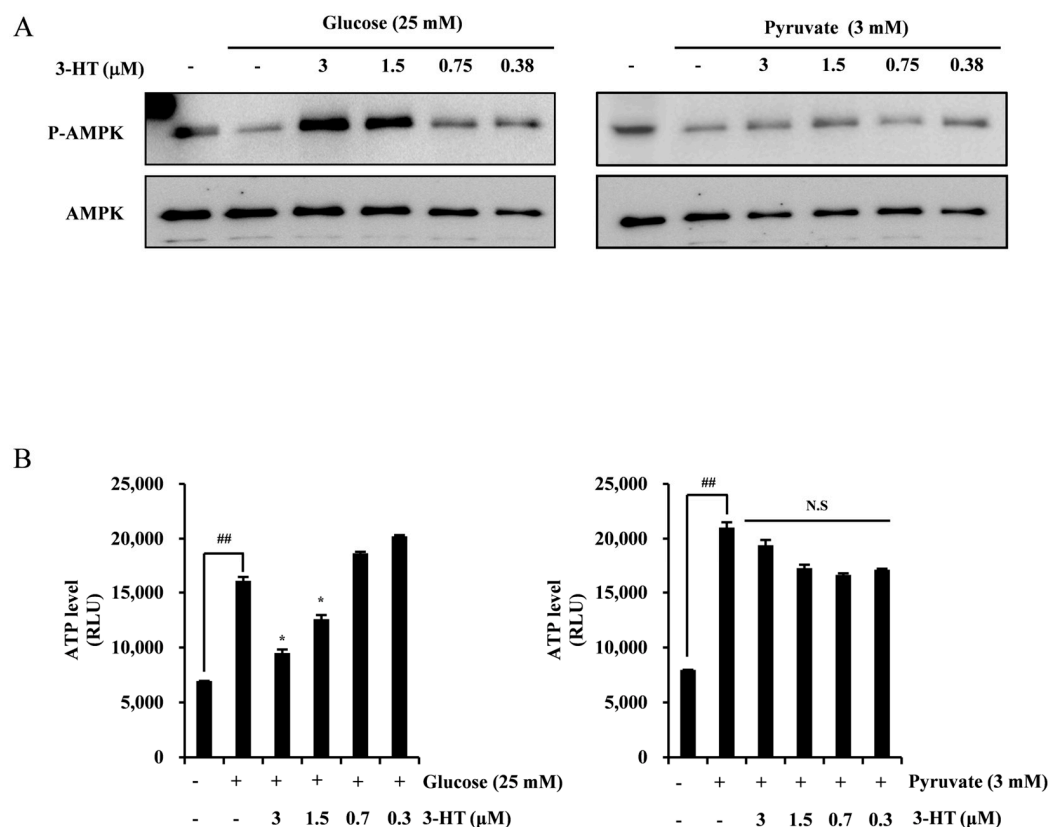 A
Glucose (25 mM)
3-HT (µM) - - 3 1.5 0.75 0.38
P-AMPK
AMPK
Pyruvate (3 mM)
- - 3 1.5 0.75 0.38
B
25,000
20,000
15,000
10,000
5,000
0
ATP level
(RLU)
##
*
*
- + + + + + Glucose (25 mM)
3 1.5 0.7 0.3 3-HT (µM)
25,000
20,000
15,000
10,000
5,000
0
ATP level
(RLU)
##
N.S
- + + + + + Pyruvate (3 mM)
3 1.5 0.7 0.3 3-HT (µM)